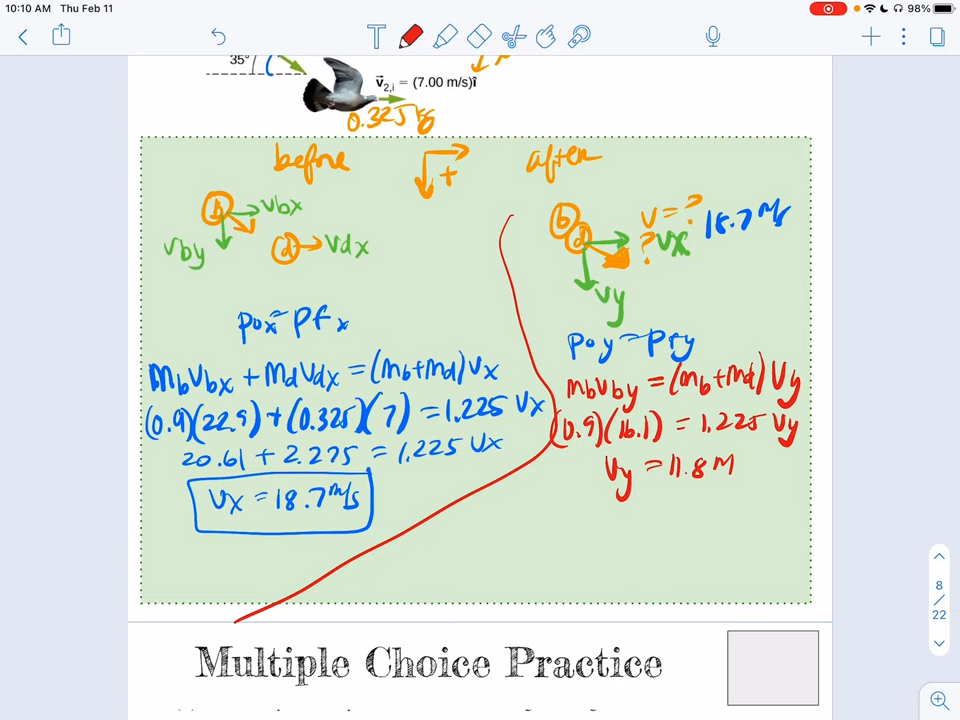 10:10 AM Thu Feb 11
98%
35°
v⃗2,i = (7.00 m/s)î
0.325 kg
before
+
after
b
vbx
vby
d
vdx
b
d
v = ?
18.7 m/s
? vx
vy
pox = pfx
mbvbx + mdvdx = (mb+md)vx
(0.9)(22.9) + (0.325)(7) = 1.225 vx
20.61 + 2.275 = 1.225 vx
vx = 18.7 m/s
poy = pfy
mbvby = (mb+md)vy
(0.9)(16.1) = 1.225 vy
vy = 11.8 m
8
/
22
Multiple Choice Practice